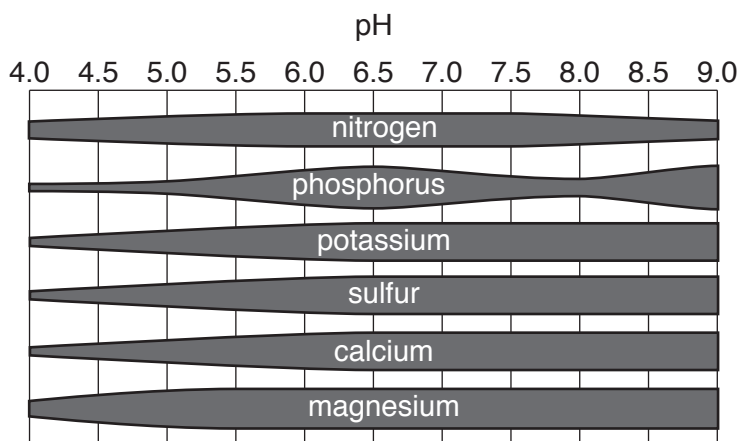 pH
4.0 4.5 5.0 5.5 6.0 6.5 7.0 7.5 8.0 8.5 9.0
nitrogen
phosphorus
potassium
sulfur
calcium
magnesium